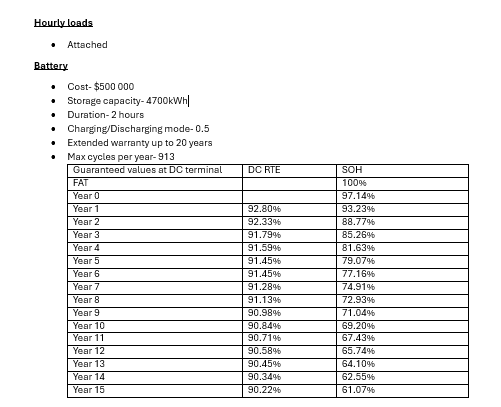 Hourly loads
• Attached
Battery
• Cost- $500 000
• Storage capacity- 4700kWh
• Duration- 2 hours
• Charging/Discharging mode- 0.5
• Extended warranty up to 20 years
• Max cycles per year- 913
Guaranteed values at DC terminal DC RTE SOH
FAT 100%
Year 0 97.14%
Year 1 92.80% 93.23%
Year 2 92.33% 88.77%
Year 3 91.79% 85.26%
Year 4 91.59% 81.63%
Year 5 91.45% 79.07%
Year 6 91.45% 77.16%
Year 7 91.28% 74.91%
Year 8 91.13% 72.93%
Year 9 90.98% 71.04%
Year 10 90.84% 69.20%
Year 11 90.71% 67.43%
Year 12 90.58% 65.74%
Year 13 90.45% 64.10%
Year 14 90.34% 62.55%
Year 15 90.22% 61.07%